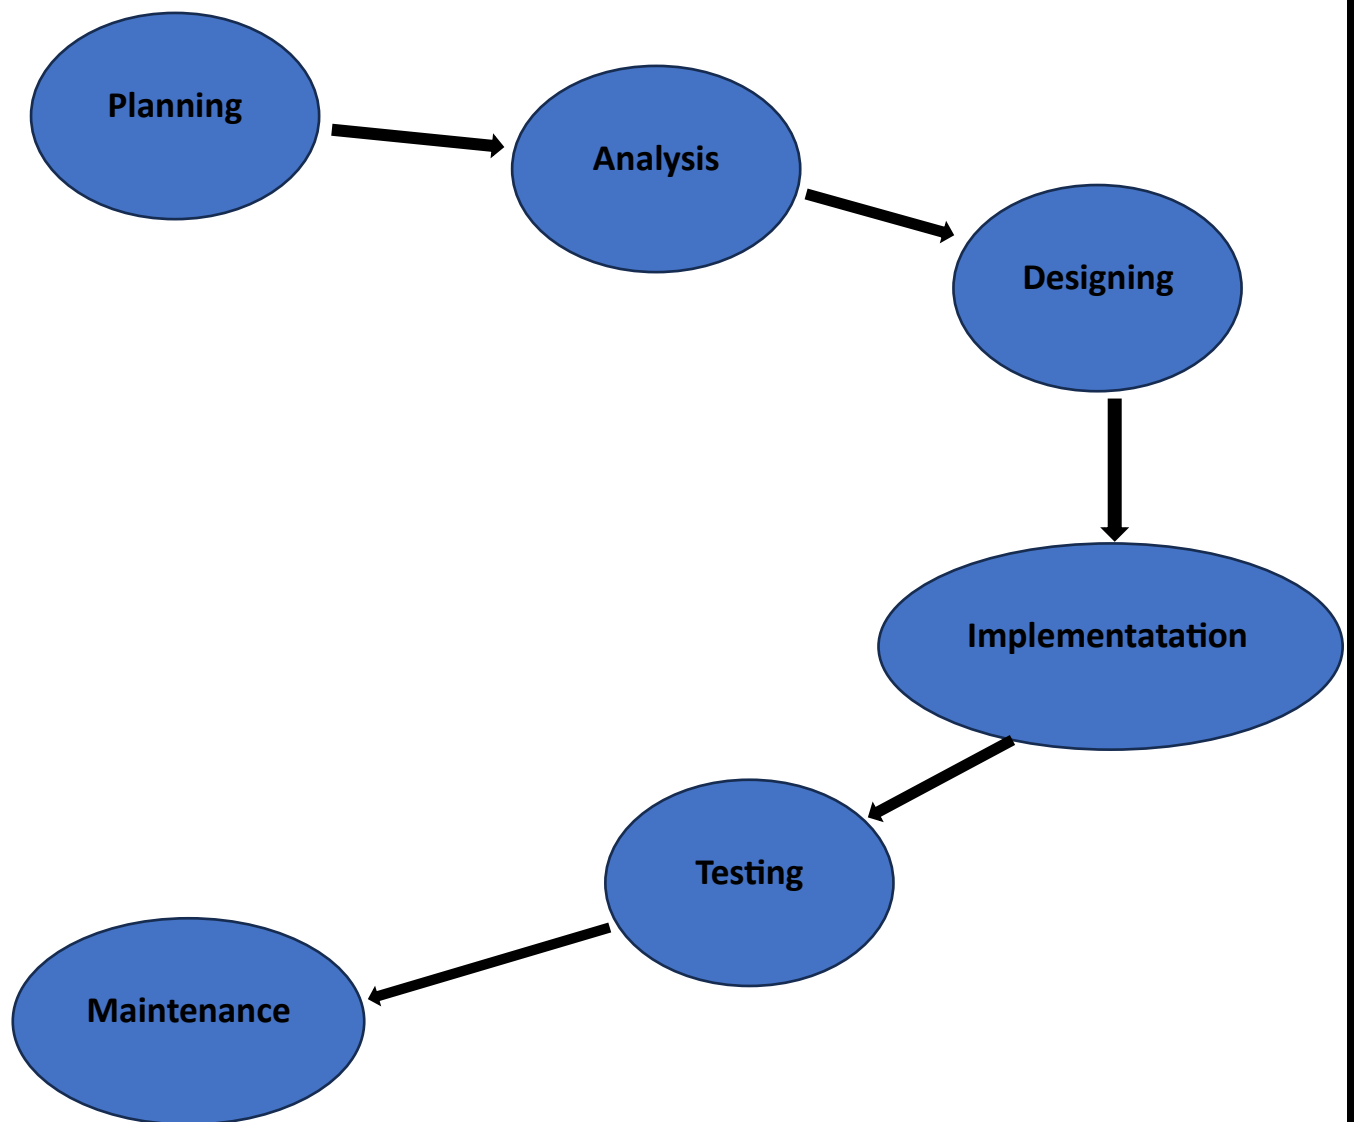 Planning
Analysis
Designing
Implementatation
Testing
Maintenance